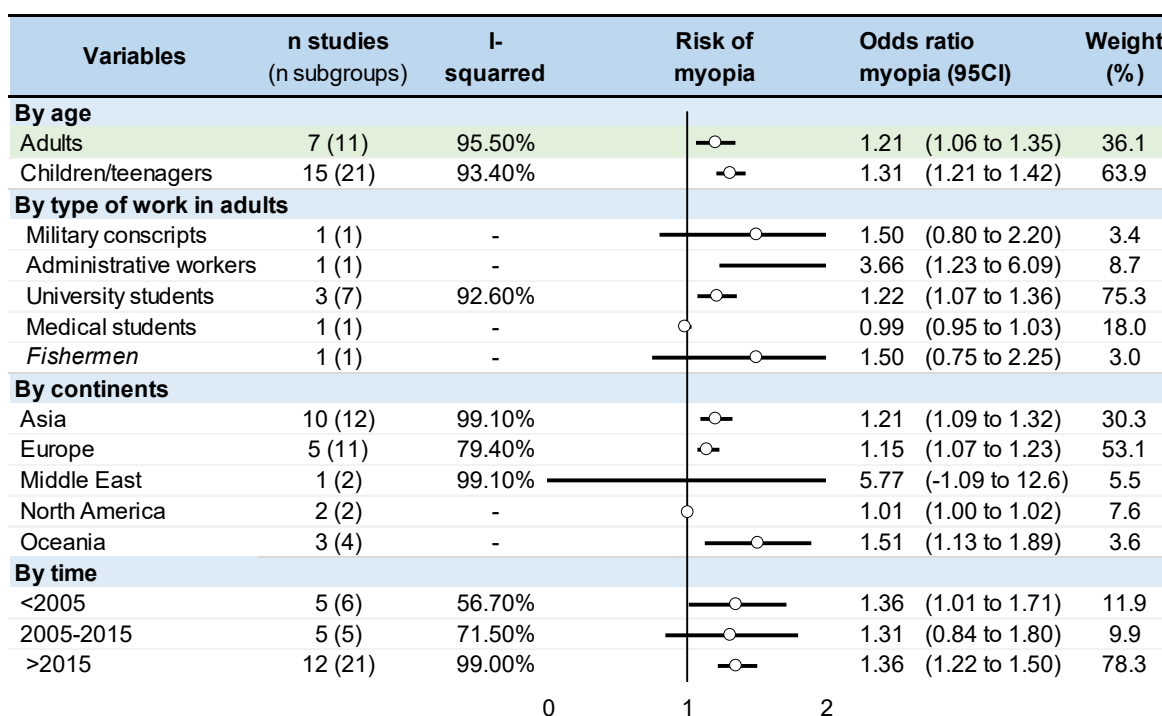 Variables n studies (n subgroups) I-squarred Risk of myopia Odds ratio myopia (95CI) Weight (%)
By age
Adults 7 (11) 95.50% 1.21 (1.06 to 1.35) 36.1
Children/teenagers 15 (21) 93.40% 1.31 (1.21 to 1.42) 63.9
By type of work in adults
Military conscripts 1 (1) - 1.50 (0.80 to 2.20) 3.4
Administrative workers 1 (1) - 3.66 (1.23 to 6.09) 8.7
University students 3 (7) 92.60% 1.22 (1.07 to 1.36) 75.3
Medical students 1 (1) - 0.99 (0.95 to 1.03) 18.0
Fishermen 1 (1) - 1.50 (0.75 to 2.25) 3.0
By continents
Asia 10 (12) 99.10% 1.21 (1.09 to 1.32) 30.3
Europe 5 (11) 79.40% 1.15 (1.07 to 1.23) 53.1
Middle East 1 (2) 99.10% 5.77 (-1.09 to 12.6) 5.5
North America 2 (2) - 1.01 (1.00 to 1.02) 7.6
Oceania 3 (4) - 1.51 (1.13 to 1.89) 3.6
By time
<2005 5 (6) 56.70% 1.36 (1.01 to 1.71) 11.9
2005-2015 5 (5) 71.50% 1.31 (0.84 to 1.80) 9.9
>2015 12 (21) 99.00% 1.36 (1.22 to 1.50) 78.3
0 1 2